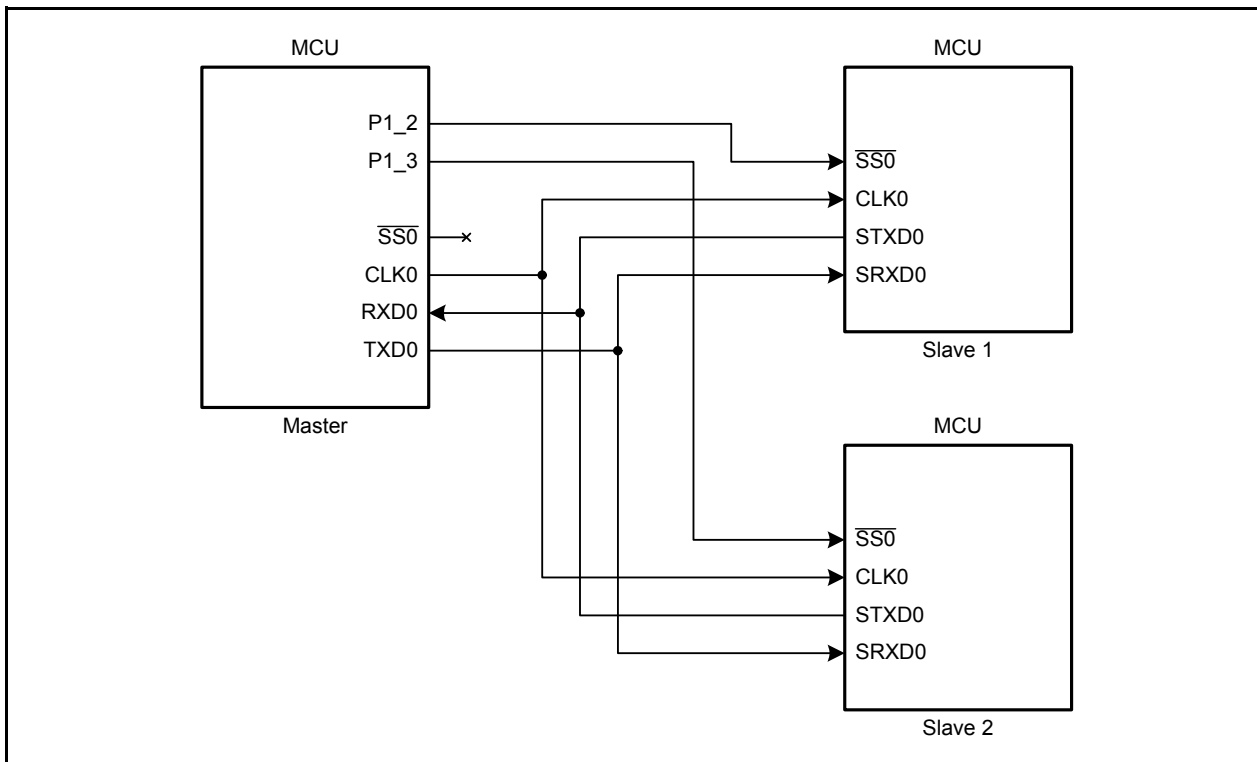 MCU
P1_2
P1_3
SS0
CLK0
RXD0
TXD0
Master
MCU
SS0
CLK0
STXD0
SRXD0
Slave 1
MCU
SS0
CLK0
STXD0
SRXD0
Slave 2